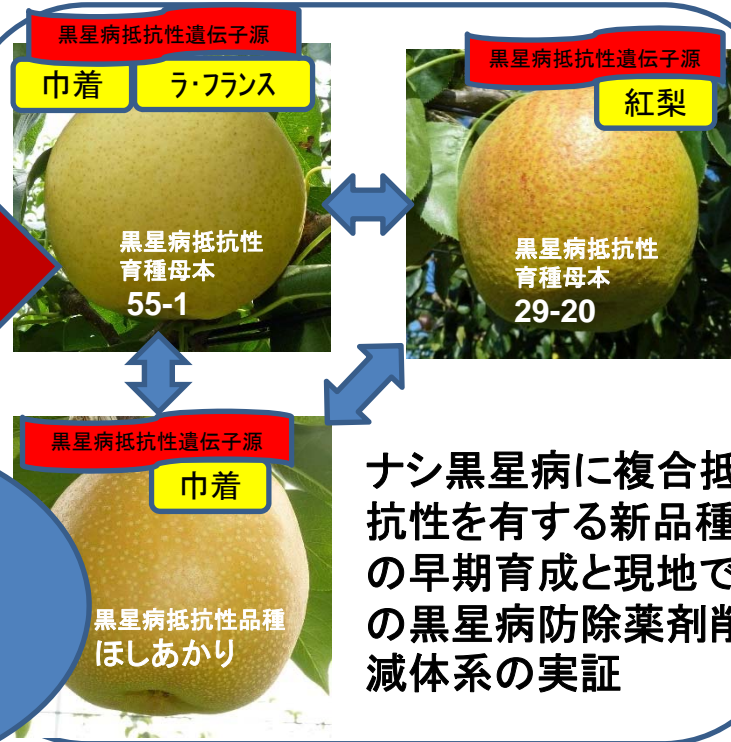 黒星病抵抗性遺伝子源
巾着
ラ・フランス
黒星病抵抗性
育種母本
55-1
黒星病抵抗性遺伝子源
紅梨
黒星病抵抗性
育種母本
29-20
黒星病抵抗性遺伝子源
巾着
黒星病抵抗性品種
ほしあかり
ナシ黒星病に複合抵
抗性を有する新品種
の早期育成と現地で
の黒星病防除薬剤削
減体系の実証